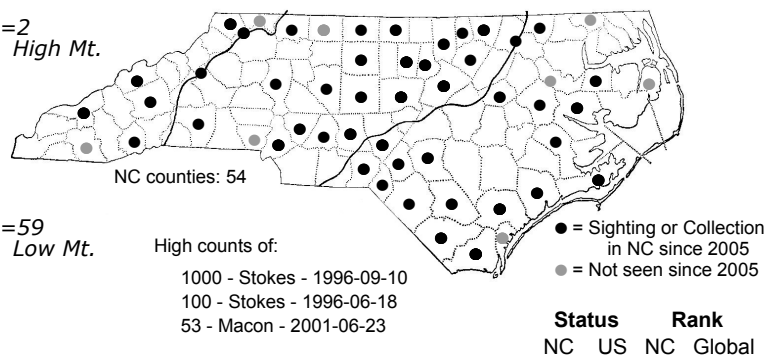 =2
High Mt.
NC counties: 54
=59
Low Mt.
High counts of:
1000 - Stokes - 1996-09-10
100 - Stokes - 1996-06-18
53 - Macon - 2001-06-23
● = Sighting or Collection
in NC since 2005
● = Not seen since 2005
Status Rank
NC US NC Global